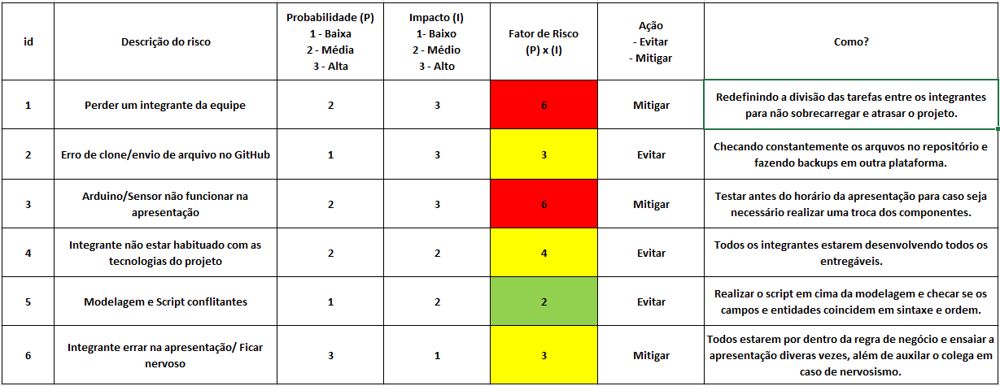 id
Descrição do risco
Probabilidade (P)
1 - Baixa
2 - Média
3 - Alta
Impacto (I)
1- Baixo
2 - Médio
3 - Alto
Fator de Risco
(P) x (I)
Ação
- Evitar
- Mitigar
Como?
1
Perder um integrante da equipe
2
3
6
Mitigar
Redefinindo a divisão das tarefas entre os integrantes
para não sobrecarregar e atrasar o projeto.
2
Erro de clone/envio de arquivo no GitHub
1
3
3
Evitar
Checando constantemente os arquvos no repositório e
fazendo backups em outra plataforma.
3
Arduino/Sensor não funcionar na
apresentação
2
3
6
Mitigar
Testar antes do horário da apresentação para caso seja
necessário realizar uma troca dos componentes.
4
Integrante não estar habituado com as
tecnologias do projeto
2
2
4
Evitar
Todos os integrantes estarem desenvolvendo todos os
entregáveis.
5
Modelagem e Script conflitantes
1
2
2
Evitar
Realizar o script em cima da modelagem e checar se os
campos e entidades coincidem em sintaxe e ordem.
6
Integrante errar na apresentação/ Ficar
nervoso
3
1
3
Mitigar
Todos estarem por dentro da regra de negócio e ensaiar a
apresentação diveras vezes, além de auxilar o colega em
caso de nervosismo.